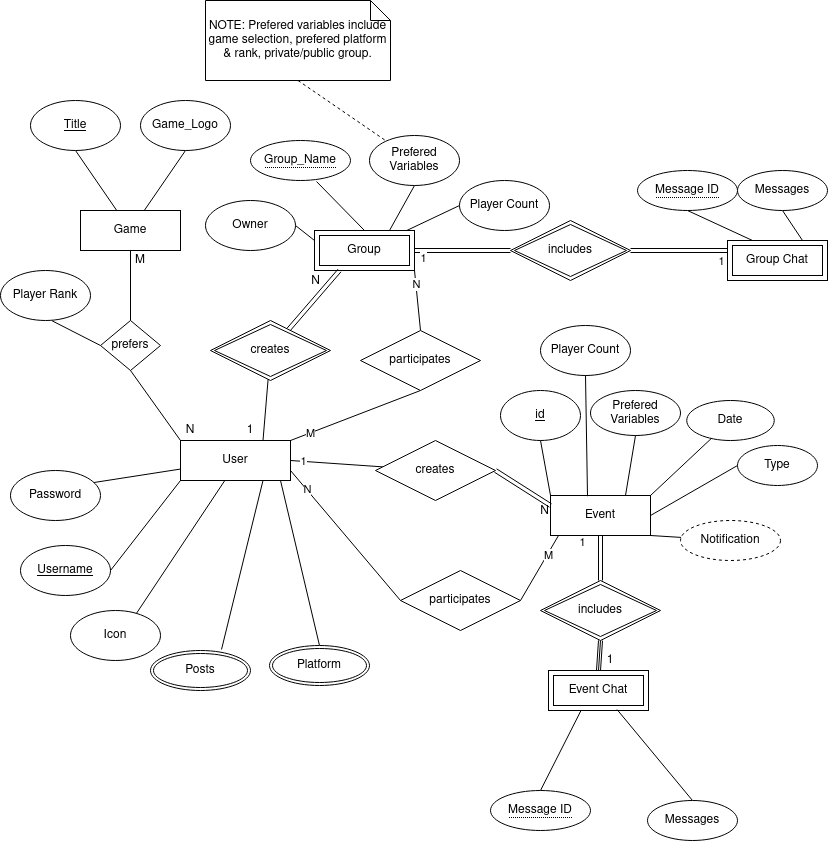 NOTE: Prefered variables include
game selection, prefered platform
& rank, private/public group.
Title
Game_Logo
Group_Name
Prefered
Variables
Player Count
Message ID
Messages
Owner
Game
Group
includes
Group Chat
M
1
1
N
N
Player Rank
prefers
creates
participates
Player Count
id
Prefered
Variables
Date
N
1
M
User
1
creates
Type
Password
N
N
Event
1
Notification
M
Username
participates
includes
Icon
Posts
Platform
1
Event Chat
Message ID
Messages